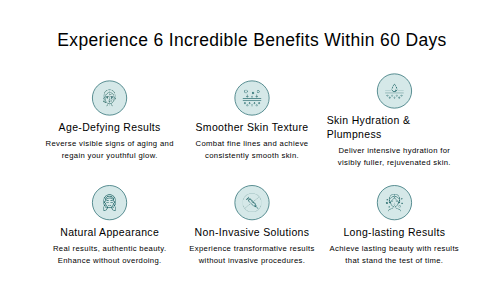 Experience 6 Incredible Benefits Within 60 Days
Age-Defying Results
Reverse visible signs of aging and
regain your youthful glow.
Smoother Skin Texture
Combat fine lines and achieve
consistently smooth skin.
Skin Hydration &
Plumpness
Deliver intensive hydration for
visibly fuller, rejuvenated skin.
Natural Appearance
Real results, authentic beauty.
Enhance without overdoing.
Non-Invasive Solutions
Experience transformative results
without invasive procedures.
Long-lasting Results
Achieve lasting beauty with results
that stand the test of time.